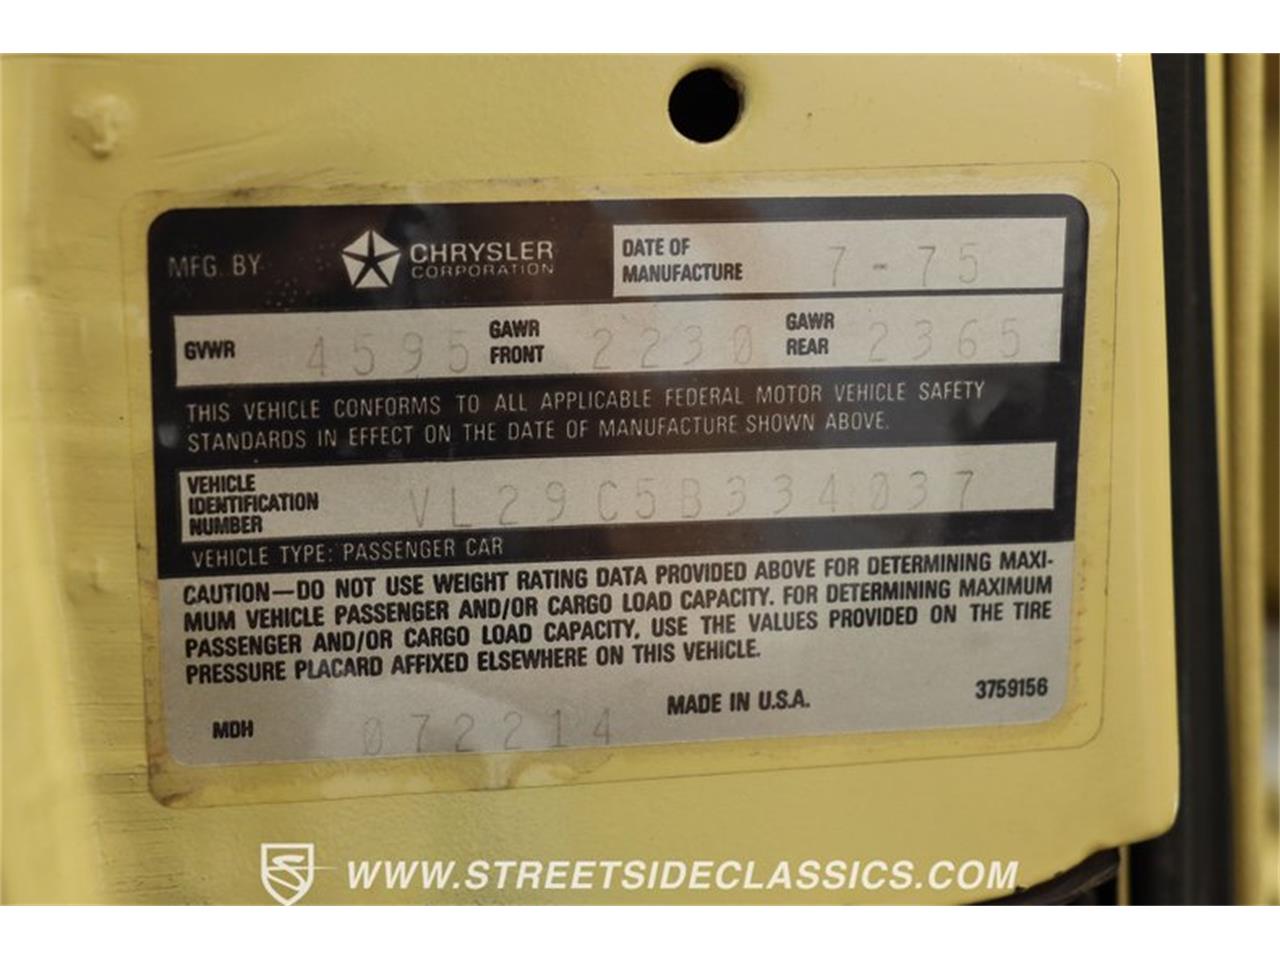 MFG. BY CHRYSLER CORPORATION
DATE OF MANUFACTURE 7-75
GVWR 4595 GAWR FRONT 2230 GAWR REAR 2365
THIS VEHICLE CONFORMS TO ALL APPLICABLE FEDERAL MOTOR VEHICLE SAFETY
STANDARDS IN EFFECT ON THE DATE OF MANUFACTURE SHOWN ABOVE.
VEHICLE IDENTIFICATION NUMBER VL29C5B334037
VEHICLE TYPE: PASSENGER CAR
CAUTION—DO NOT USE WEIGHT RATING DATA PROVIDED ABOVE FOR DETERMINING MAXI-
MUM VEHICLE PASSENGER AND/OR CARGO LOAD CAPACITY. FOR DETERMINING MAXIMUM
PASSENGER AND/OR CARGO LOAD CAPACITY, USE THE VALUES PROVIDED ON THE TIRE
PRESSURE PLACARD AFFIXED ELSEWHERE ON THIS VEHICLE.
MDH 072214 MADE IN U.S.A. 3759156
WWW.STREETSIDECLASSICS.COM